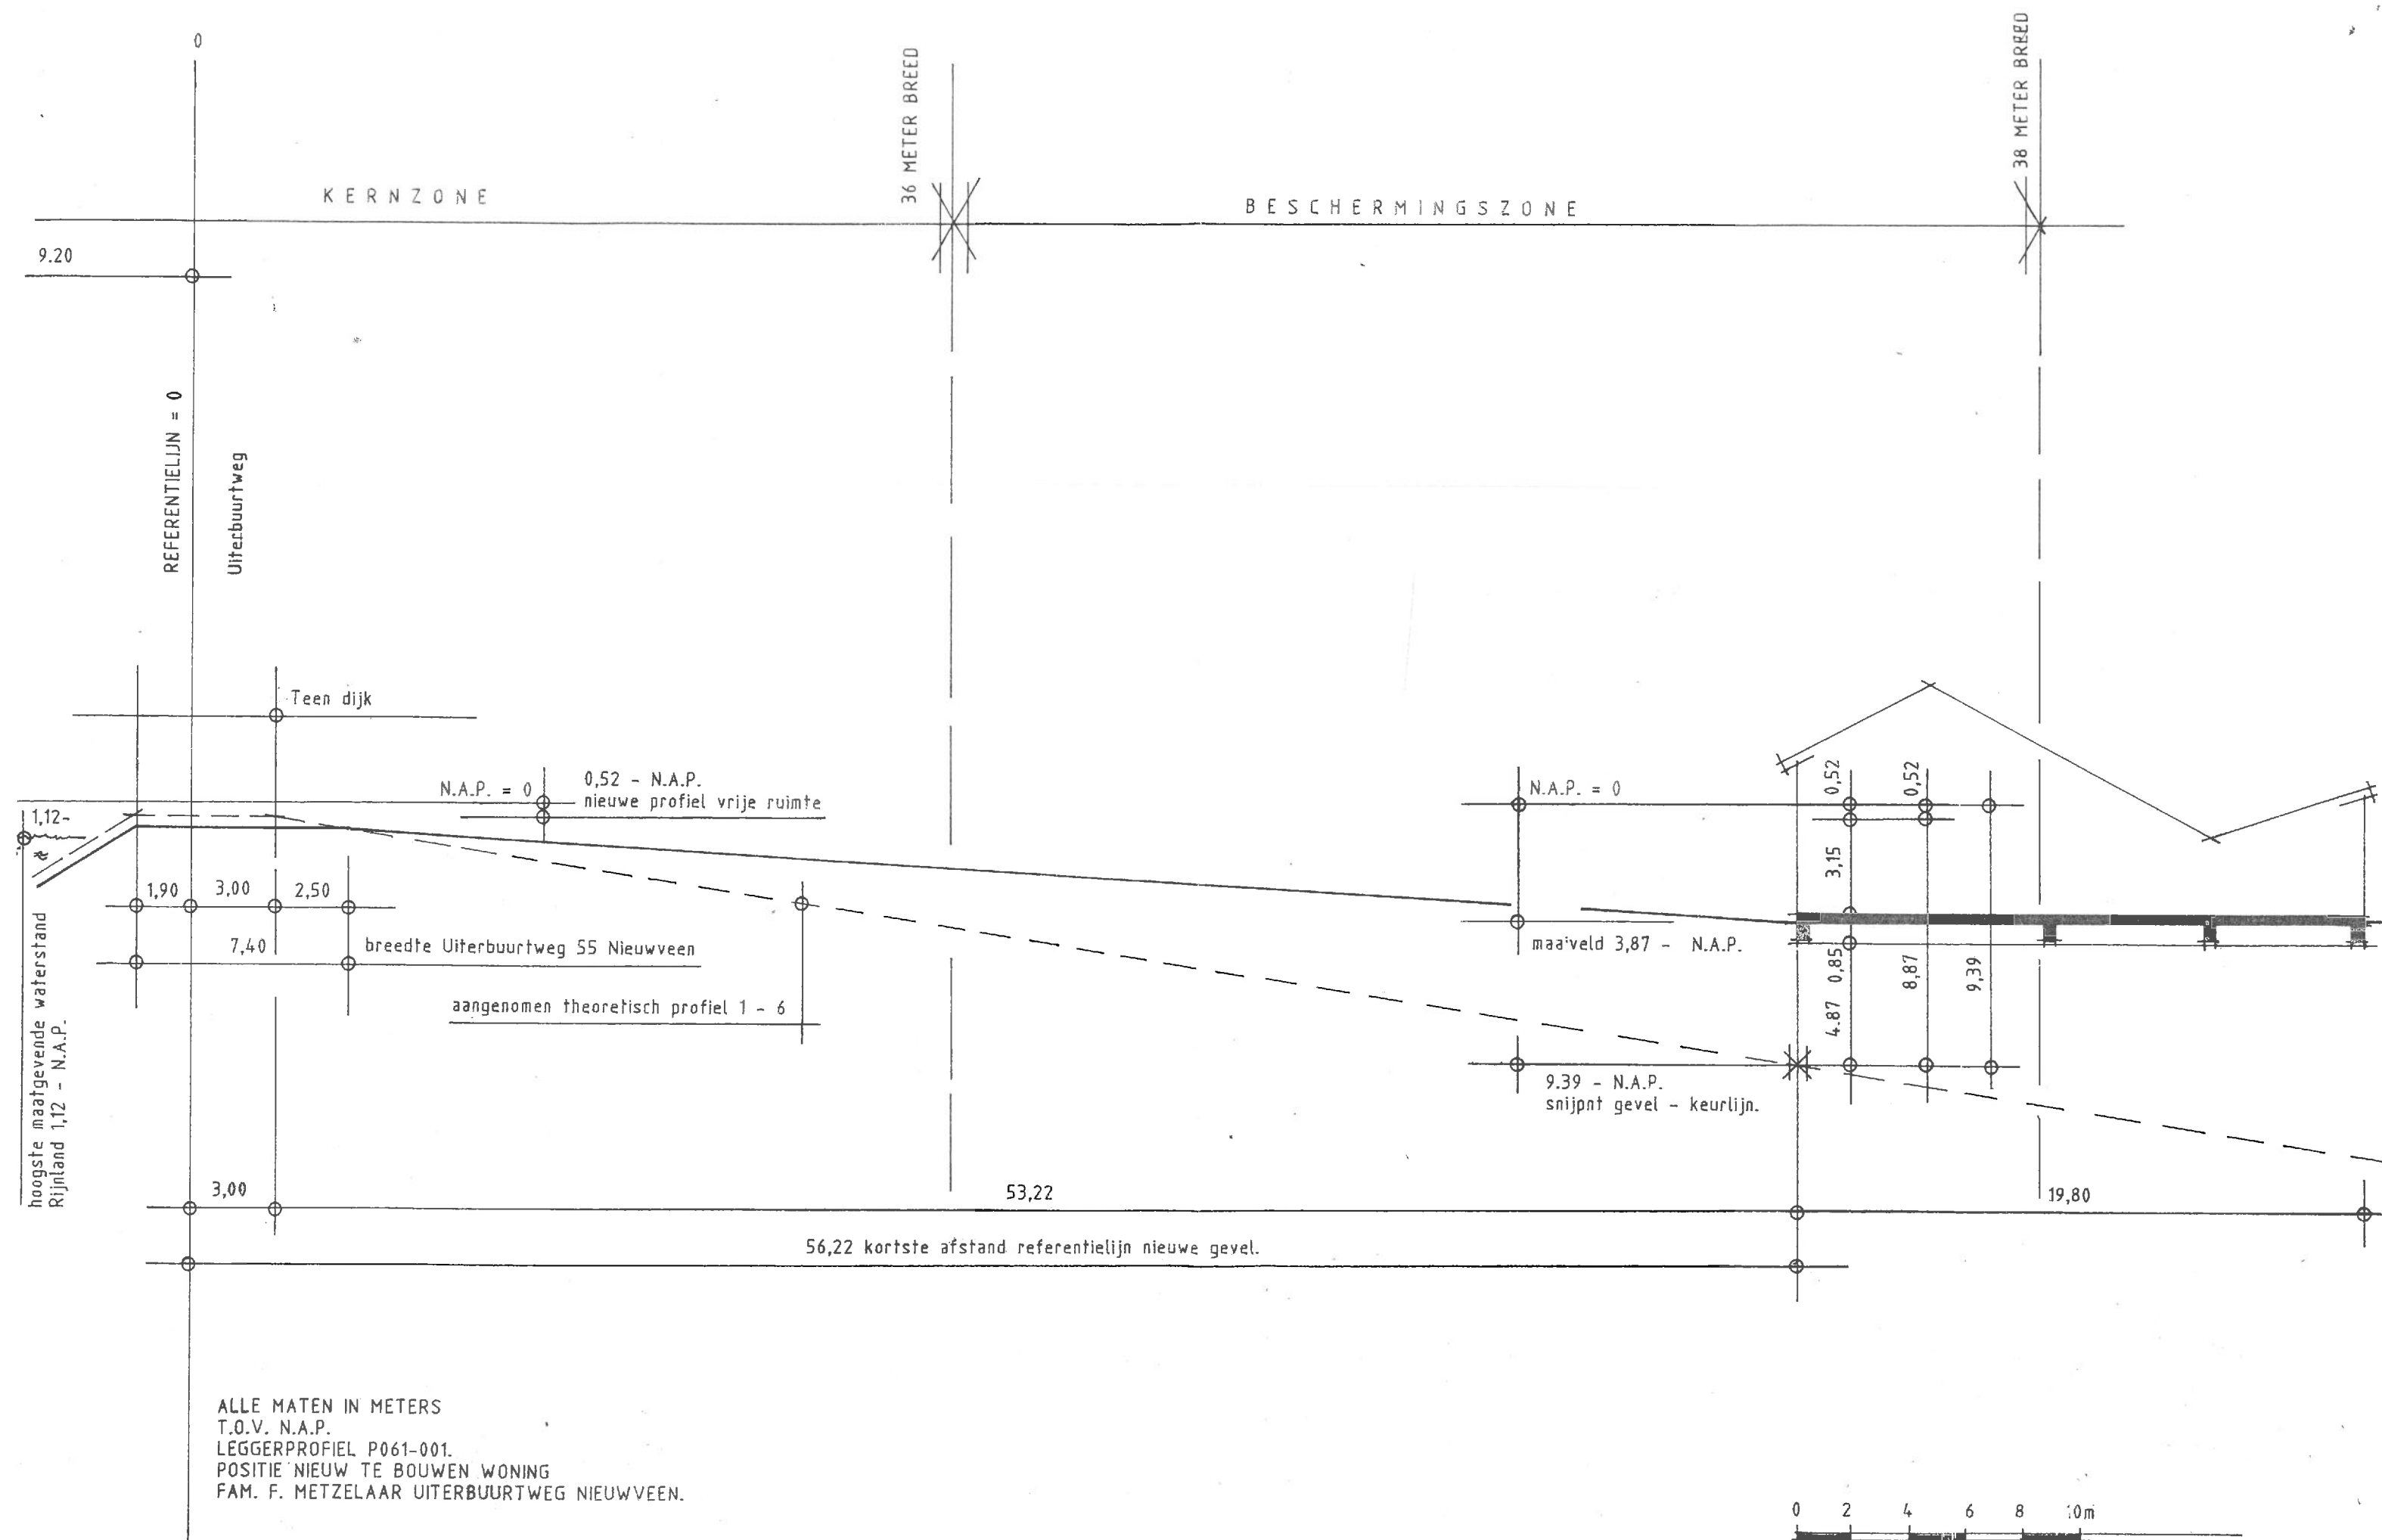 0
36 METER BREED
38 METER BREED
KERNZONE
BESCHERMINGSZONE
9.20
REFERENTIELIJN = 0
Uiterbuurtweg
Teen dijk
N.A.P. = 0
0,52 - N.A.P.
nieuwe profiel vrije ruimte
N.A.P. = 0
0,52
0,52
1,12-
3,15
1,90
3,00
2,50
7,40
breedte Uiterbuurtweg 55 Nieuwveen
maaiveld 3,87 - N.A.P.
0,85
4.87
8,87
9,39
aangenomen theoretisch profiel 1 - 6
hoogste maatgevende waterstand
Rijnland 1,12 - N.A.P.
9.39 - N.A.P.
snijpnt gevel - keurlijn.
3,00
53,22
19,80
56,22 kortste afstand referentielijn nieuwe gevel.
ALLE MATEN IN METERS
T.O.V. N.A.P.
LEGGERPROFIEL P061-001.
POSITIE NIEUW TE BOUWEN WONING
FAM. F. METZELAAR UITERBUURTWEG NIEUWVEEN.
0 2 4 6 8 10m